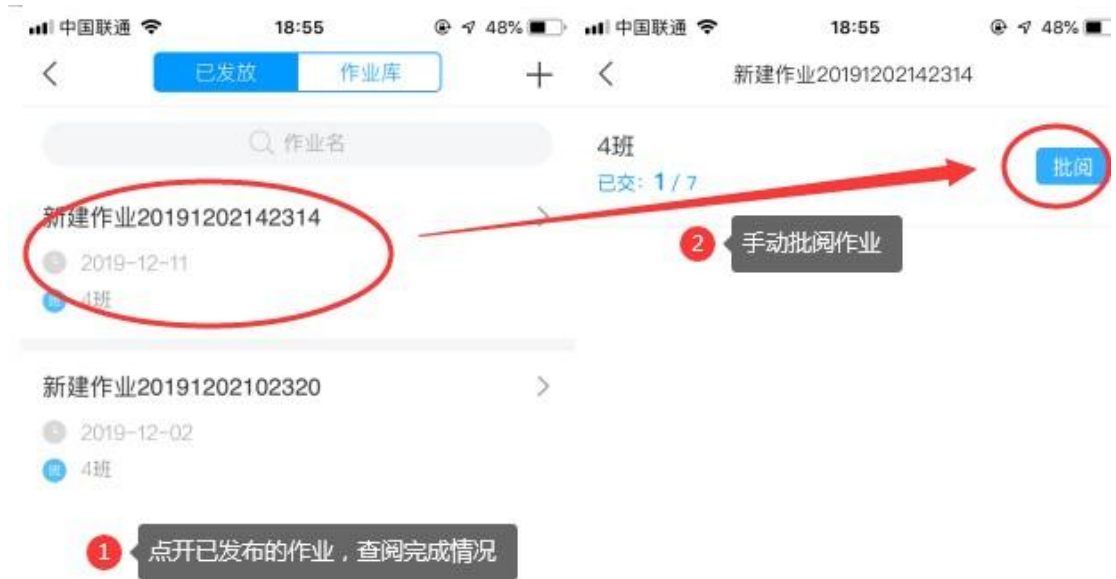 中国联通 18:55 48%
已发放 作业库
作业名
新建作业20191202142314
2019-12-11
班 4班
新建作业20191202102320
2019-12-02
班 4班
1 点开已发布的作业，查阅完成情况
中国联通 18:55 48%
新建作业20191202142314
4班
批阅
已交：1 / 7
2 手动批阅作业